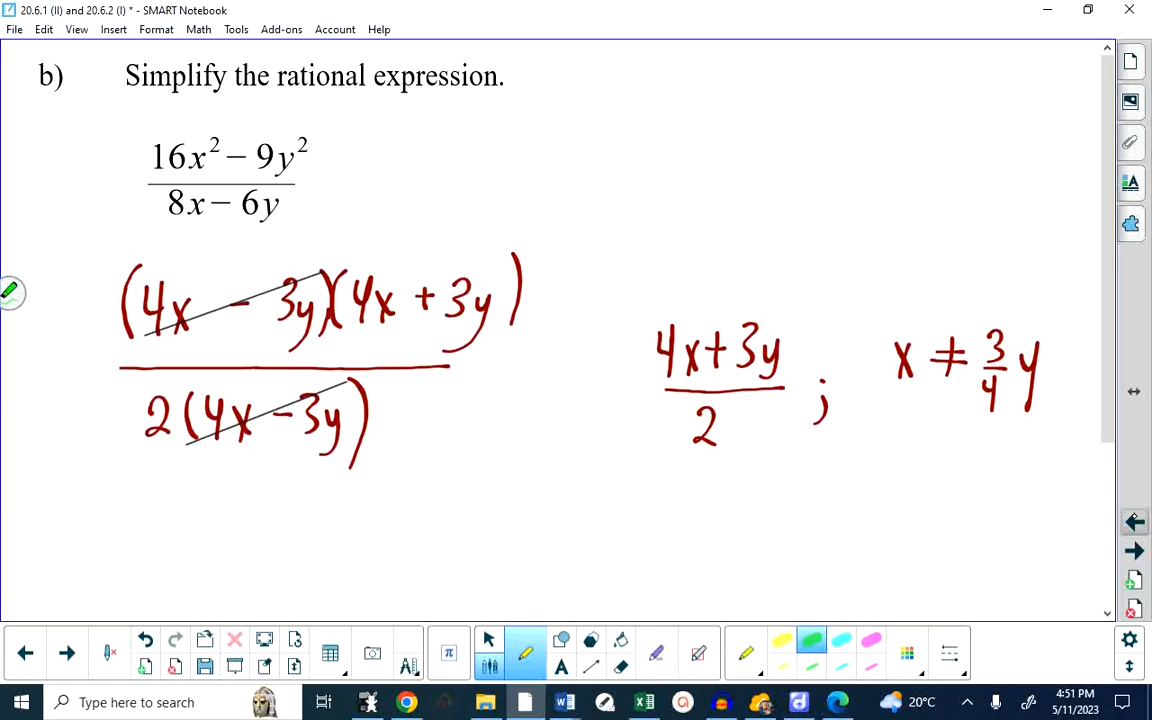 20.6.1 (II) and 20.6.2 (I) * - SMART Notebook
File Edit View Insert Format Math Tools Add-ons Account Help
b) Simplify the rational expression.
16x² − 9y²
8x − 6y
(4x − 3y)(4x + 3y)
2(4x − 3y)
4x + 3y
2
; x ≠ 3/4 y
Type here to search
20°C
4:51 PM
5/11/2023